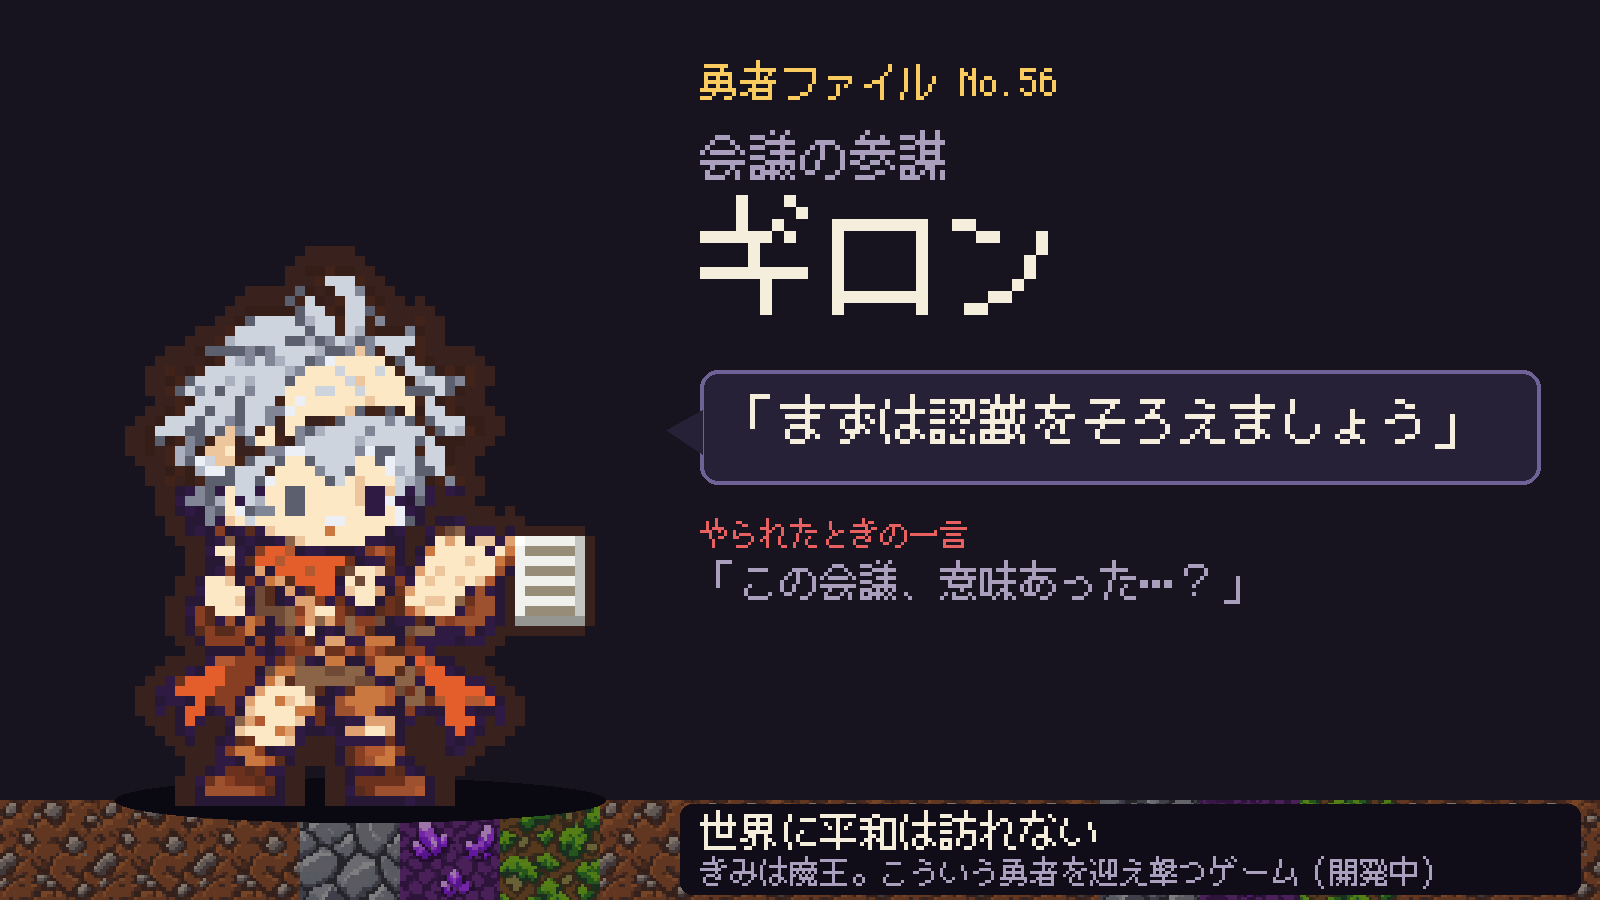 勇者ファイル No.56
会議の参謀
ギロン
「まずは認識をそろえましょう」
やられたときの一言
「この会議、意味あった…？」
世界に平和は訪れない
きみは魔王。こういう勇者を迎え撃つゲーム（開発中）